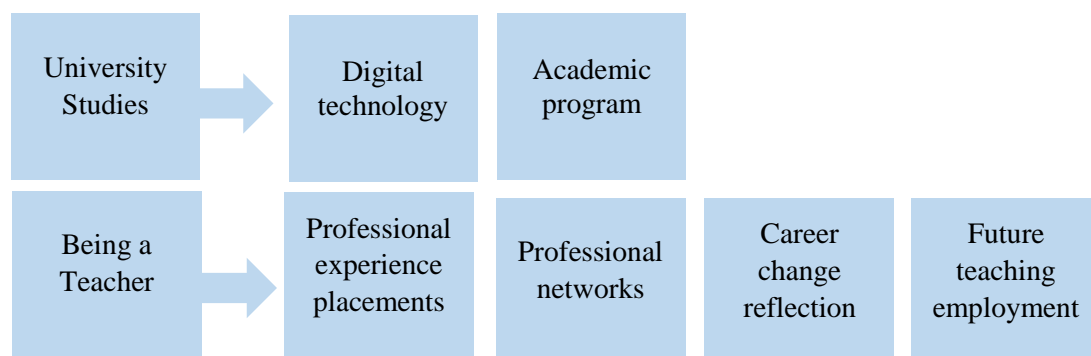 University
Studies
Digital
technology
Academic
program
Being a
Teacher
Professional
experience
placements
Professional
networks
Career
change
reflection
Future
teaching
employment